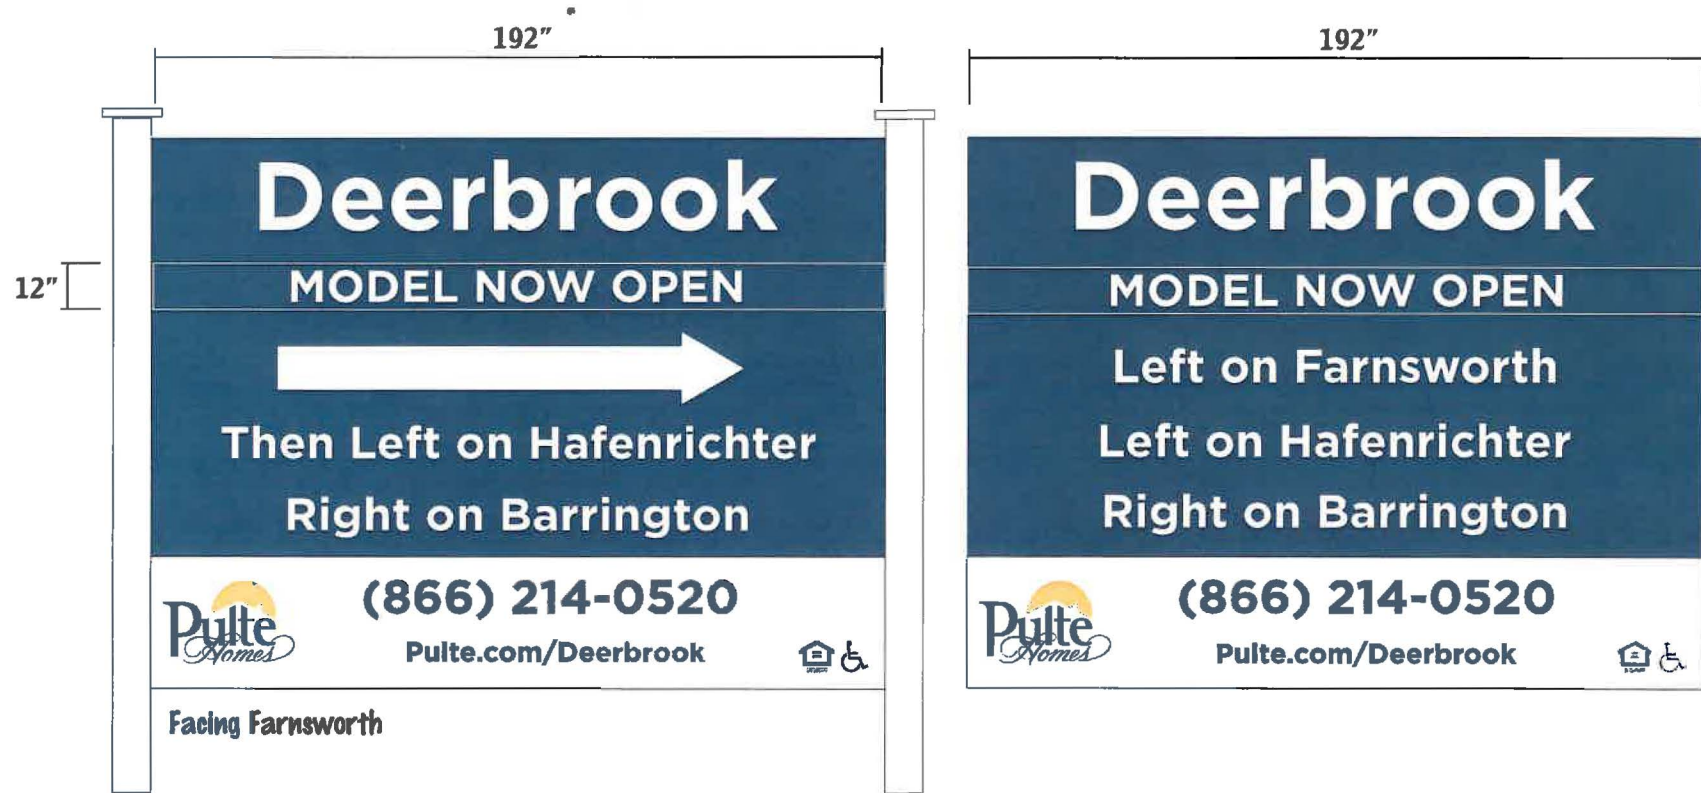 192"
Deerbrook
12"
MODEL NOW OPEN
Then Left on Hafenrichter
Right on Barrington
Pulte
Homes
(866) 214-0520
Pulte.com/Deerbrook
Facing Farnsworth
192"
Deerbrook
MODEL NOW OPEN
Left on Farnsworth
Left on Hafenrichter
Right on Barrington
Pulte
Homes
(866) 214-0520
Pulte.com/Deerbrook